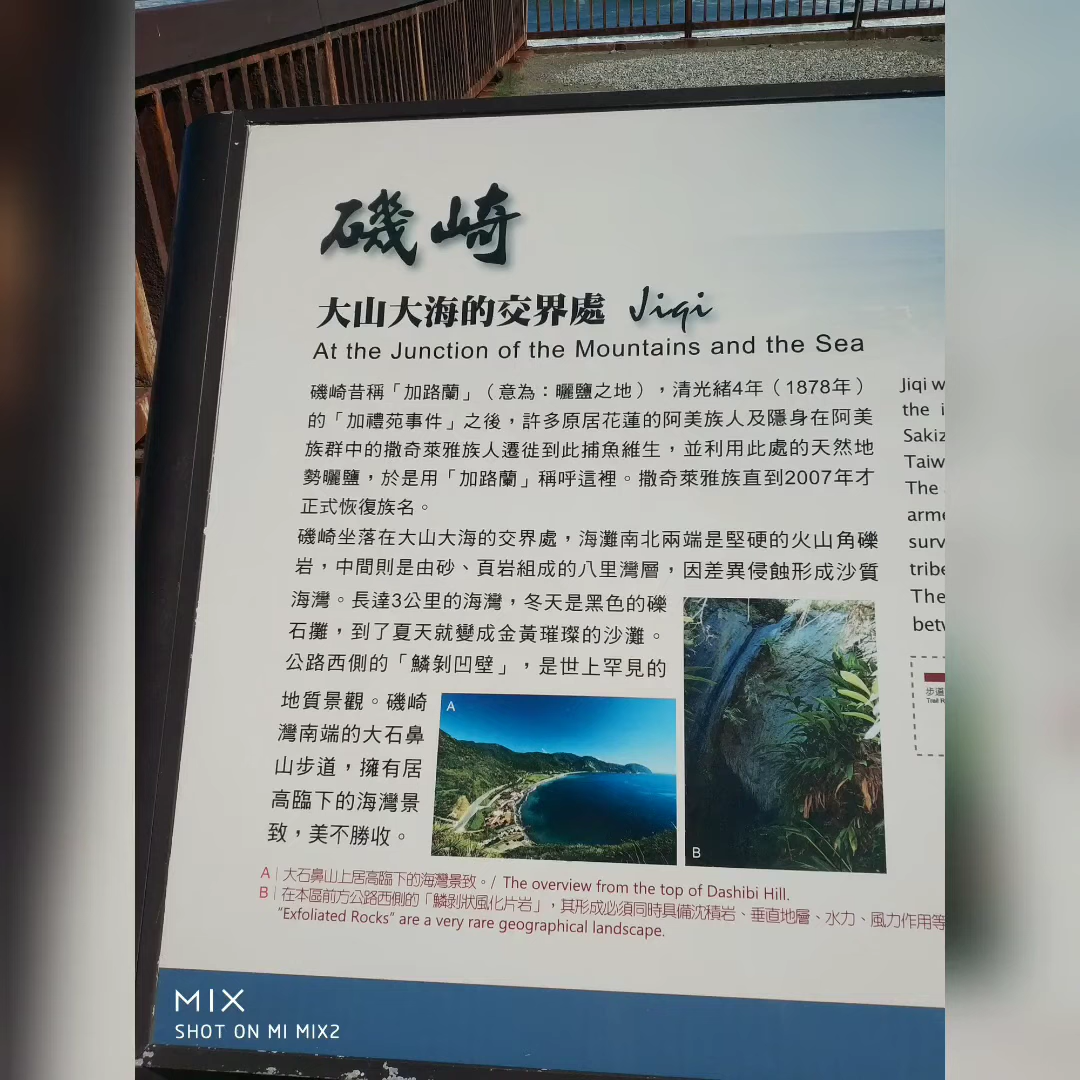 磯崎
大山大海的交界處 Jiqi
At the Junction of the Mountains and the Sea
磯崎昔稱「加路蘭」（意為：曬鹽之地），清光緒4年（1878年）
的「加禮苑事件」之後，許多原居花蓮的阿美族人及隱身在阿美
族群中的撒奇萊雅族人遷徙到此捕魚維生，並利用此處的天然地
勢曬鹽，於是用「加路蘭」稱呼這裡。撒奇萊雅族直到2007年才
正式恢復族名。
磯崎坐落在大山大海的交界處，海灘南北兩端是堅硬的火山角礫
岩，中間則是由砂、頁岩組成的八里灣層，因差異侵蝕形成沙質
海灣。長達3公里的海灣，冬天是黑色的礫
石攤，到了夏天就變成金黃璀璨的沙灘。
公路西側的「鱗剝凹壁」，是世上罕見的
地質景觀。磯崎
灣南端的大石鼻
山步道，擁有居
高臨下的海灣景
致，美不勝收。
A
B
A｜大石鼻山上居高臨下的海灣景致。/ The overview from the top of Dashibi Hill.
B｜在本區前方公路西側的「鱗剝狀風化片岩」，其形成必須同時具備沈積岩、垂直地層、水力、風力作用等
"Exfoliated Rocks" are a very rare geographical landscape.
Jiqi w
the i
Sakiz
Taiw
The
arme
surv
tribe
The
betw
步道
Trail R
MIX
SHOT ON MI MIX2